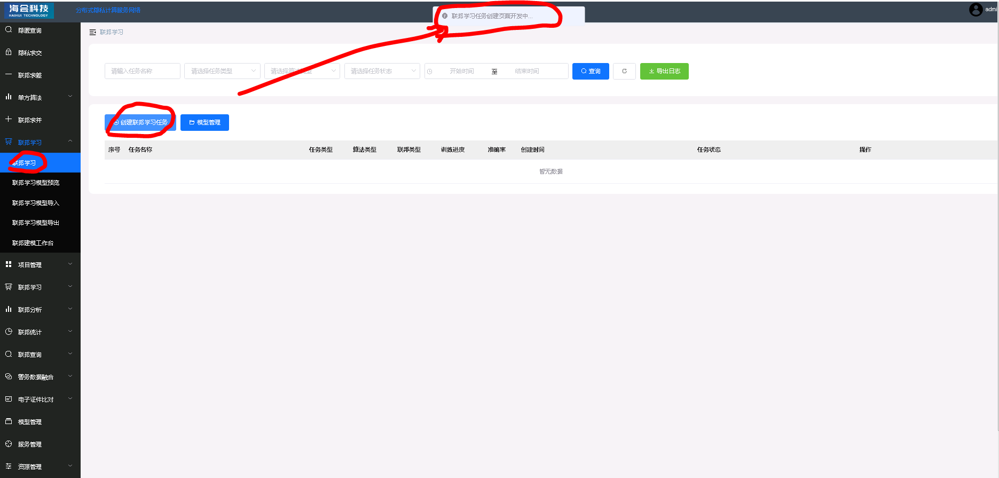 海会科技
HAIHUI TECHNOLOGY
分布式隐私计算服务网络
联邦学习任务创建页面开发中...
admi
隐匿查询
隐私求交
联邦求差
单方算法
联邦求并
联邦学习
联邦学习
联邦学习模型预览
联邦学习模型导入
联邦学习模型导出
联邦建模工作台
项目管理
联邦学习
联邦分析
联邦统计
联邦查询
警务数据融合
电子证件比对
模型管理
服务管理
资源管理
联邦学习
请输入任务名称 请选择任务类型 请选择算法类型 请选择任务状态 开始时间 至 结束时间 查询 导出日志
创建联邦学习任务 模型管理
序号 任务名称 任务类型 算法类型 联邦类型 训练进度 准确率 创建时间 任务状态 操作
暂无数据